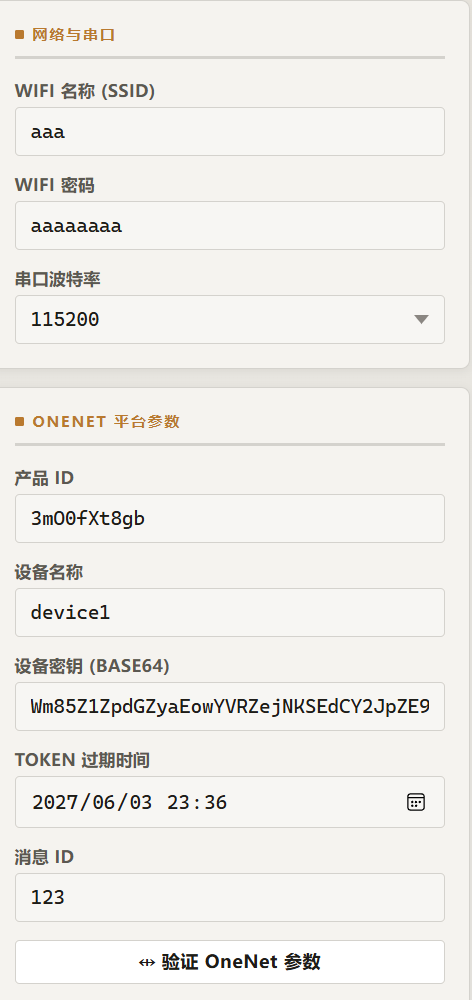 网络与串口
WIFI 名称 (SSID)
aaa
WIFI 密码
aaaaaaaa
串口波特率
115200
ONENET 平台参数
产品 ID
3mO0fXt8gb
设备名称
device1
设备密钥 (BASE64)
Wm85Z1ZpdGZyaEowYVRZejNKSEdCY2JpZE9
TOKEN 过期时间
2027/06/03 23:36
消息 ID
123
↔ 验证 OneNet 参数